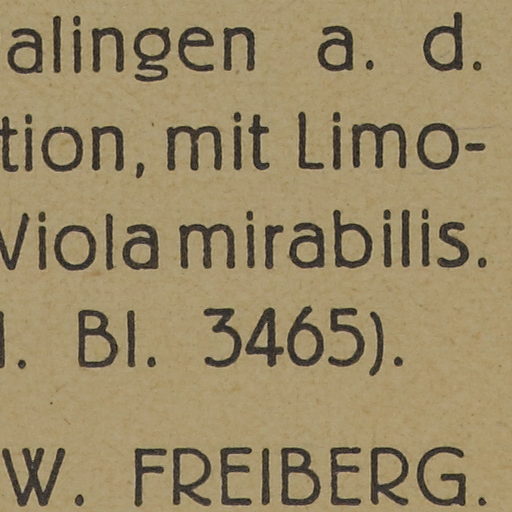 alingen a. d.
tion, mit Limo-
Viola mirabilis.
l. Bl. 3465).
W. FREIBERG.